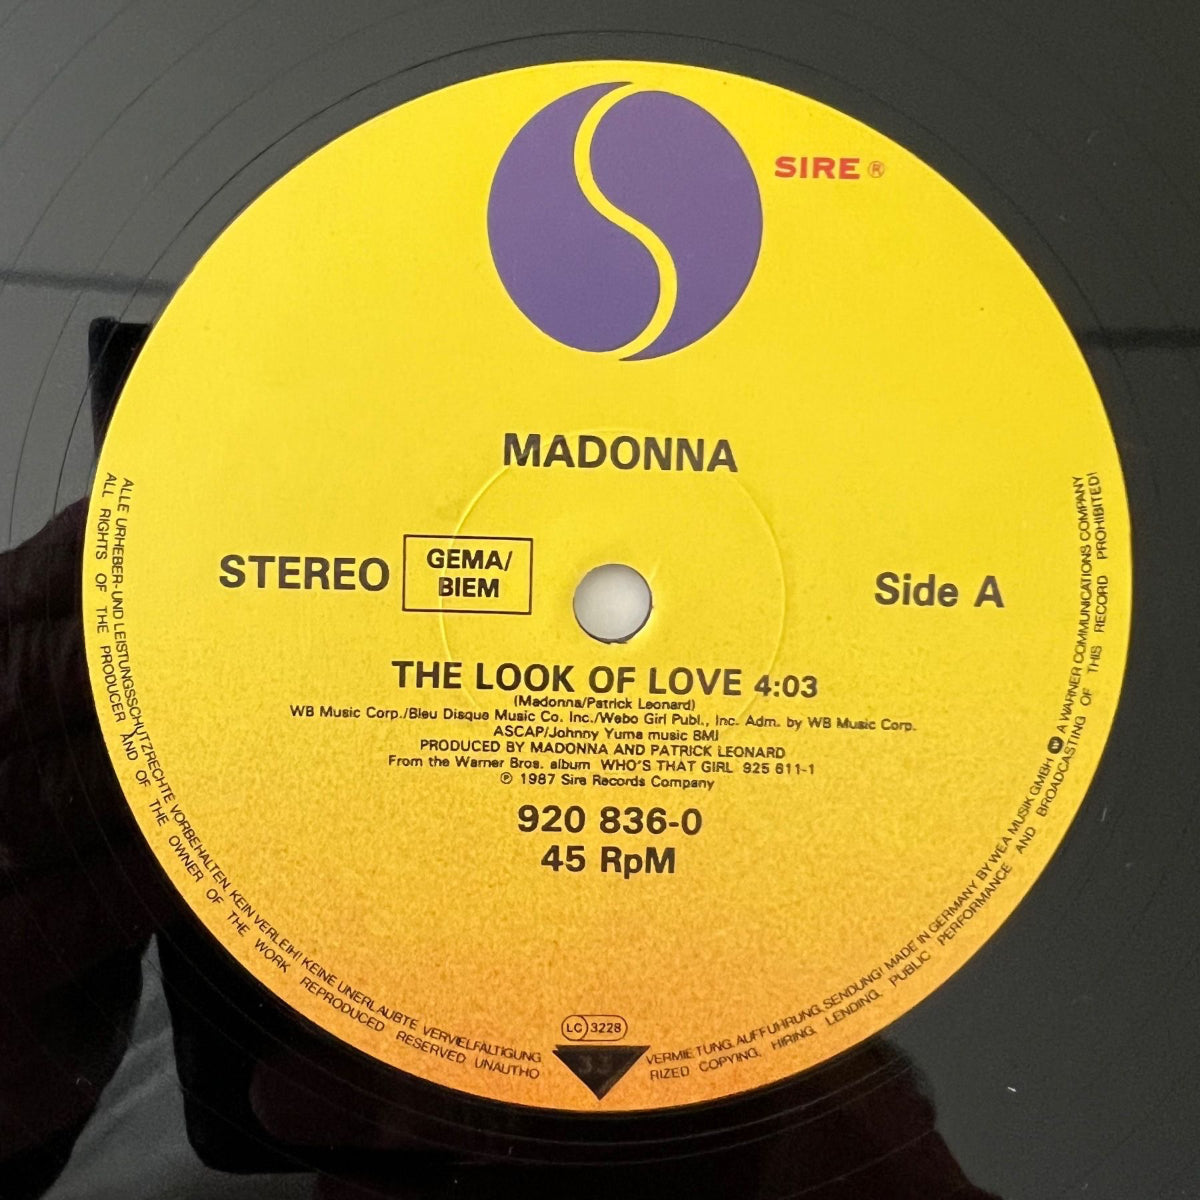 SIRE ®
MADONNA
STEREO
GEMA/
BIEM
Side A
THE LOOK OF LOVE 4:03
(Madonna/Patrick Leonard)
WB Music Corp./Bleu Disque Music Co. Inc./Webo Girl Publ., Inc. Adm. by WB Music Corp.
ASCAP/Johnny Yuma music BMI
PRODUCED BY MADONNA AND PATRICK LEONARD
From the Warner Bros. album WHO'S THAT GIRL 925 611-1
℗ 1987 Sire Records Company
920 836-0
45 RpM
LC 3228
33
ALLE URHEBER- UND LEISTUNGSSCHUTZRECHTE VORBEHALTEN. KEIN VERLEIH! KEINE UNERLAUBTE VERVIELFÄLTIGUNG VERMIETUNG. AUFFÜHRUNG. SENDUNG! MADE IN GERMANY BY WEA MUSIK GMBH A WARNER COMMUNICATIONS COMPANY
ALL RIGHTS OF THE PRODUCER AND OF THE OWNER OF THE WORK REPRODUCED RESERVED UNAUTHORIZED COPYING, HIRING, LENDING, PUBLIC PERFORMANCE AND BROADCASTING OF THIS RECORD PROHIBITED!